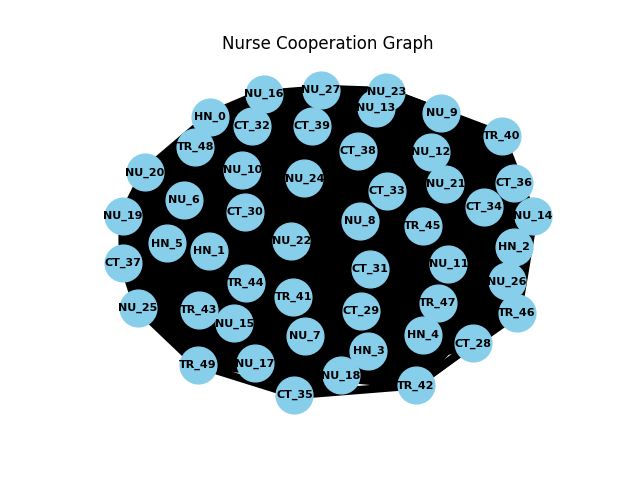 Nurse Cooperation Graph
NU_16
NU_27
NU_23
NU_13
NU_9
HN_0
CT_32
CT_39
TR_40
TR_48
CT_38
NU_12
NU_20
NU_10
NU_24
NU_21
CT_36
CT_33
NU_6
CT_34
NU_19
CT_30
NU_8
TR_45
NU_14
HN_5
HN_1
NU_22
HN_2
CT_37
CT_31
NU_11
NU_26
TR_44
TR_41
NU_25
TR_43
CT_29
TR_47
TR_46
NU_15
NU_7
HN_4
CT_28
HN_3
TR_49
NU_17
NU_18
TR_42
CT_35